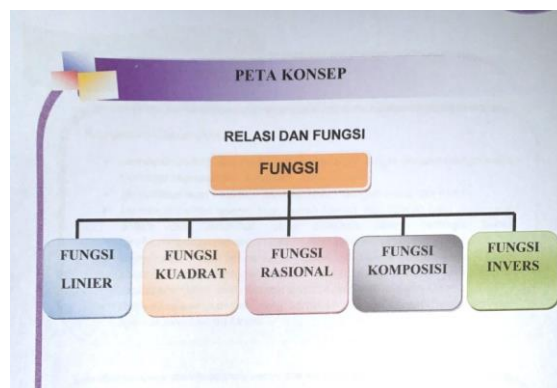 PETA KONSEP
RELASI DAN FUNGSI
FUNGSI
FUNGSI
LINIER
FUNGSI
KUADRAT
FUNGSI
RASIONAL
FUNGSI
KOMPOSISI
FUNGSI
INVERS